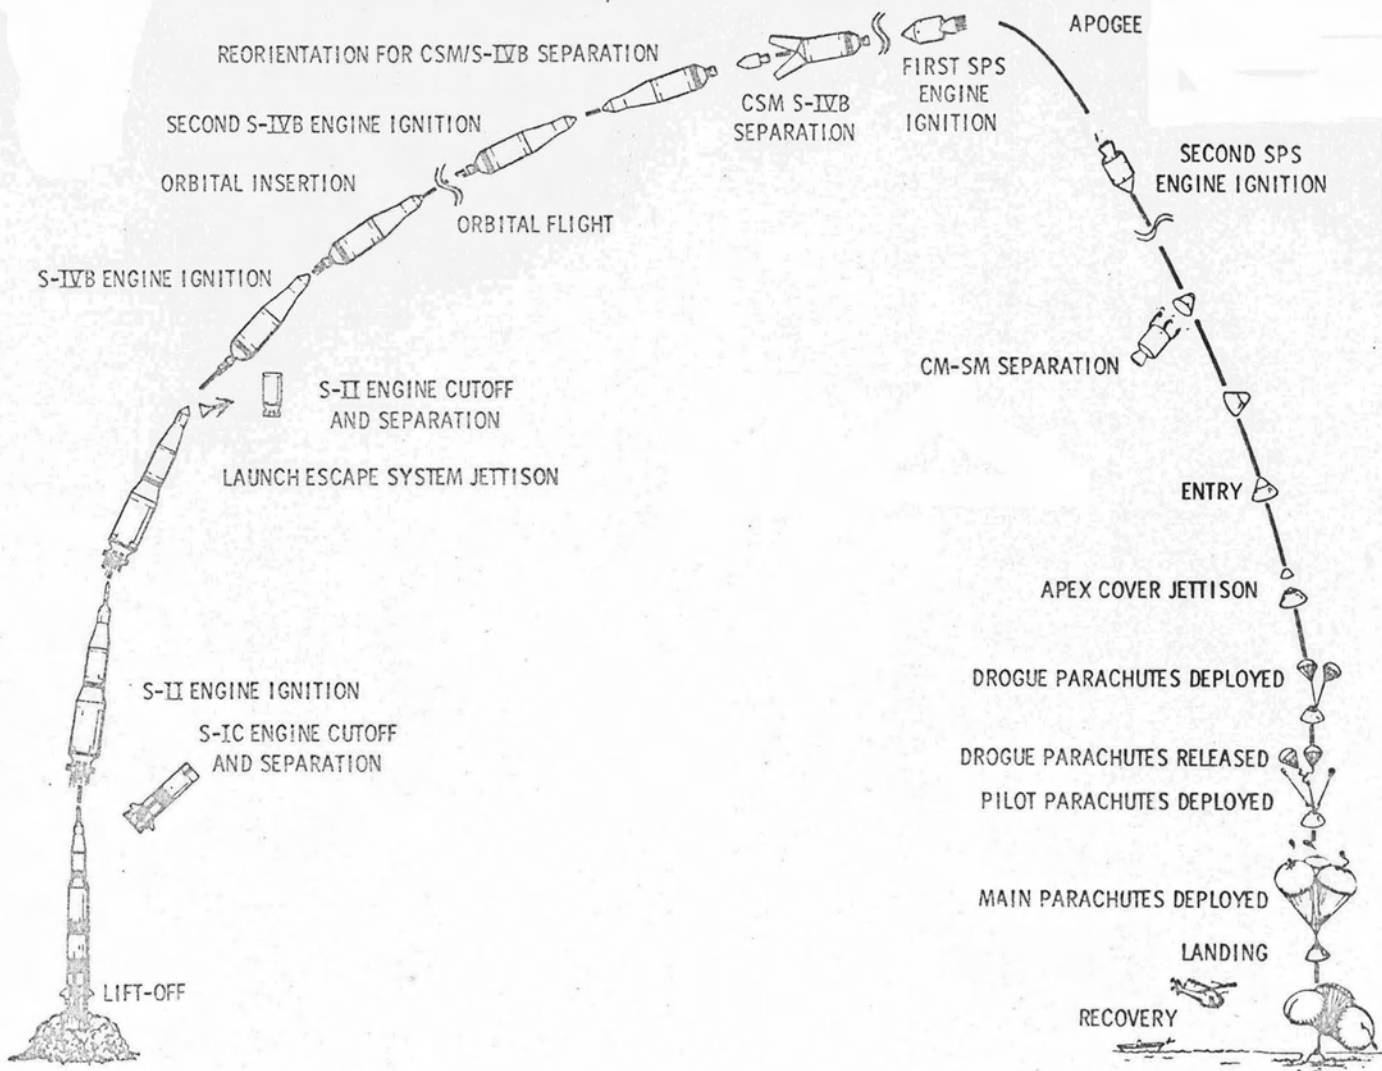 APOGEE
REORIENTATION FOR CSM/S-IVB SEPARATION
FIRST SPS
ENGINE
IGNITION
CSM S-IVB
SEPARATION
SECOND S-IVB ENGINE IGNITION
SECOND SPS
ENGINE IGNITION
ORBITAL INSERTION
ORBITAL FLIGHT
S-IVB ENGINE IGNITION
CM-SM SEPARATION
S-II ENGINE CUTOFF
AND SEPARATION
LAUNCH ESCAPE SYSTEM JETTISON
ENTRY
APEX COVER JETTISON
DROGUE PARACHUTES DEPLOYED
S-II ENGINE IGNITION
S-IC ENGINE CUTOFF
AND SEPARATION
DROGUE PARACHUTES RELEASED
PILOT PARACHUTES DEPLOYED
MAIN PARACHUTES DEPLOYED
LANDING
LIFT-OFF
RECOVERY